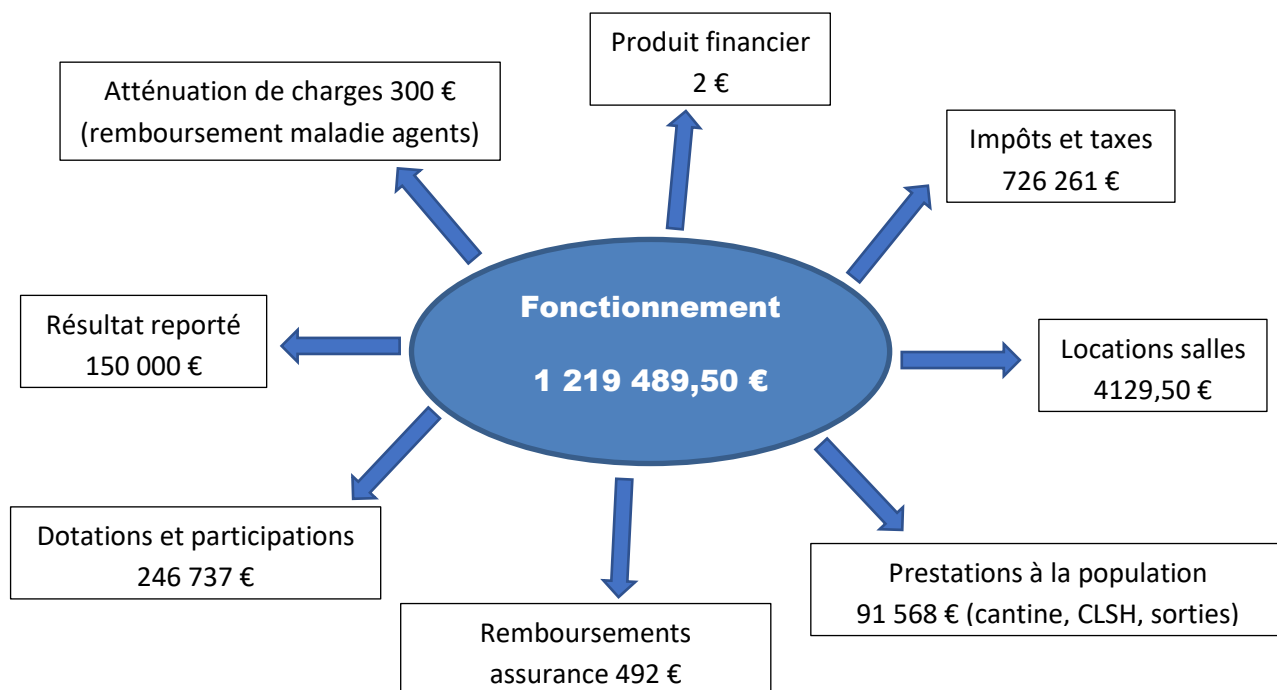 Produit financier
2 €
Atténuation de charges 300 €
(remboursement maladie agents)
Impôts et taxes
726 261 €
Fonctionnement
1 219 489,50 €
Résultat reporté
150 000 €
Locations salles
4129,50 €
Dotations et participations
246 737 €
Prestations à la population
91 568 € (cantine, CLSH, sorties)
Remboursements
assurance 492 €